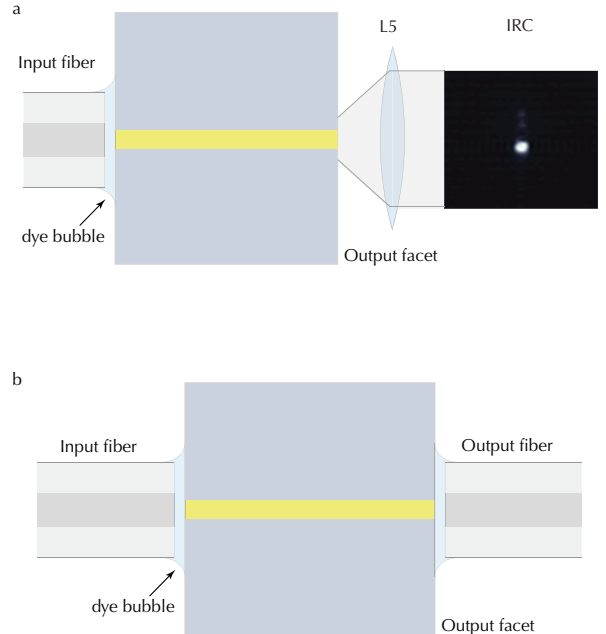 a
L5
IRC
Input fiber
dye bubble
Output facet
b
Input fiber
Output fiber
dye bubble
Output facet